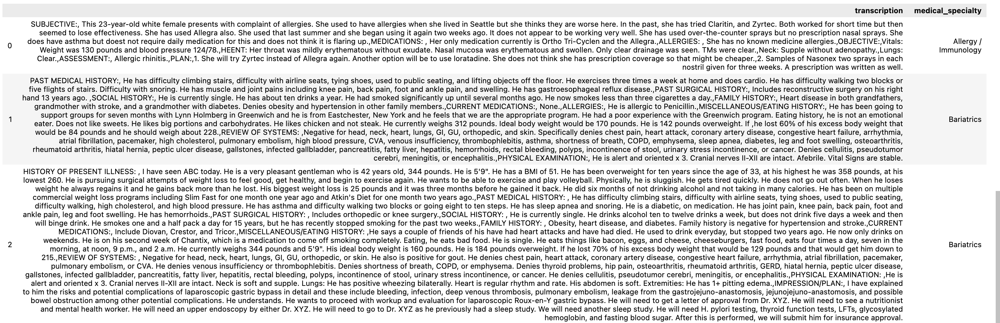 transcription medical_specialty
SUBJECTIVE:, This 23-year-old white female presents with complaint of allergies. She used to have allergies when she lived in Seattle but she thinks they are worse here. In the past, she has tried Claritin, and Zyrtec. Both worked for short time but then
seemed to lose effectiveness. She has used Allegra also. She used that last summer and she began using it again two weeks ago. It does not appear to be working very well. She has used over-the-counter sprays but no prescription nasal sprays. She
does have asthma but doest not require daily medication for this and does not think it is flaring up.,MEDICATIONS: , Her only medication currently is Ortho Tri-Cyclen and the Allegra.,ALLERGIES: , She has no known medicine allergies.,OBJECTIVE:,Vitals:
Weight was 130 pounds and blood pressure 124/78.,HEENT: Her throat was mildly erythematous without exudate. Nasal mucosa was erythematous and swollen. Only clear drainage was seen. TMs were clear.,Neck: Supple without adenopathy.,Lungs:
Clear.,ASSESSMENT:, Allergic rhinitis.,PLAN:,1. She will try Zyrtec instead of Allegra again. Another option will be to use loratadine. She does not think she has prescription coverage so that might be cheaper.,2. Samples of Nasonex two sprays in each
nostril given for three weeks. A prescription was written as well.
0
Allergy /
Immunology
PAST MEDICAL HISTORY:, He has difficulty climbing stairs, difficulty with airline seats, tying shoes, used to public seating, and lifting objects off the floor. He exercises three times a week at home and does cardio. He has difficulty walking two blocks or
five flights of stairs. Difficulty with snoring. He has muscle and joint pains including knee pain, back pain, foot and ankle pain, and swelling. He has gastroesophageal reflux disease.,PAST SURGICAL HISTORY:, Includes reconstructive surgery on his right
hand 13 years ago. ,SOCIAL HISTORY:, He is currently single. He has about ten drinks a year. He had smoked significantly up until several months ago. He now smokes less than three cigarettes a day.,FAMILY HISTORY:, Heart disease in both grandfathers,
grandmother with stroke, and a grandmother with diabetes. Denies obesity and hypertension in other family members.,CURRENT MEDICATIONS:, None.,ALLERGIES:, He is allergic to Penicillin.,MISCELLANEOUS/EATING HISTORY:, He has been going to
support groups for seven months with Lynn Holmberg in Greenwich and he is from Eastchester, New York and he feels that we are the appropriate program. He had a poor experience with the Greenwich program. Eating history, he is not an emotional
eater. Does not like sweets. He likes big portions and carbohydrates. He likes chicken and not steak. He currently weighs 312 pounds. Ideal body weight would be 170 pounds. He is 142 pounds overweight. If ,he lost 60% of his excess body weight that
would be 84 pounds and he should weigh about 228.,REVIEW OF SYSTEMS: ,Negative for head, neck, heart, lungs, GI, GU, orthopedic, and skin. Specifically denies chest pain, heart attack, coronary artery disease, congestive heart failure, arrhythmia,
atrial fibrillation, pacemaker, high cholesterol, pulmonary embolism, high blood pressure, CVA, venous insufficiency, thrombophlebitis, asthma, shortness of breath, COPD, emphysema, sleep apnea, diabetes, leg and foot swelling, osteoarthritis,
rheumatoid arthritis, hiatal hernia, peptic ulcer disease, gallstones, infected gallbladder, pancreatitis, fatty liver, hepatitis, hemorrhoids, rectal bleeding, polyps, incontinence of stool, urinary stress incontinence, or cancer. Denies cellulitis, pseudotumor
cerebri, meningitis, or encephalitis.,PHYSICAL EXAMINATION:, He is alert and oriented x 3. Cranial nerves II-XII are intact. Afebrile. Vital Signs are stable.
1
Bariatrics
HISTORY OF PRESENT ILLNESS: , I have seen ABC today. He is a very pleasant gentleman who is 42 years old, 344 pounds. He is 5'9". He has a BMI of 51. He has been overweight for ten years since the age of 33, at his highest he was 358 pounds, at his
lowest 260. He is pursuing surgical attempts of weight loss to feel good, get healthy, and begin to exercise again. He wants to be able to exercise and play volleyball. Physically, he is sluggish. He gets tired quickly. He does not go out often. When he loses
weight he always regains it and he gains back more than he lost. His biggest weight loss is 25 pounds and it was three months before he gained it back. He did six months of not drinking alcohol and not taking in many calories. He has been on multiple
commercial weight loss programs including Slim Fast for one month one year ago and Atkin's Diet for one month two years ago.,PAST MEDICAL HISTORY: , He has difficulty climbing stairs, difficulty with airline seats, tying shoes, used to public seating,
difficulty walking, high cholesterol, and high blood pressure. He has asthma and difficulty walking two blocks or going eight to ten steps. He has sleep apnea and snoring. He is a diabetic, on medication. He has joint pain, knee pain, back pain, foot and
ankle pain, leg and foot swelling. He has hemorrhoids.,PAST SURGICAL HISTORY: , Includes orthopedic or knee surgery.,SOCIAL HISTORY: , He is currently single. He drinks alcohol ten to twelve drinks a week, but does not drink five days a week and then
will binge drink. He smokes one and a half pack a day for 15 years, but he has recently stopped smoking for the past two weeks.,FAMILY HISTORY: , Obesity, heart disease, and diabetes. Family history is negative for hypertension and stroke.,CURRENT
MEDICATIONS:, Include Diovan, Crestor, and Tricor.,MISCELLANEOUS/EATING HISTORY: ,He says a couple of friends of his have had heart attacks and have had died. He used to drink everyday, but stopped two years ago. He now only drinks on
weekends. He is on his second week of Chantix, which is a medication to come off smoking completely. Eating, he eats bad food. He is single. He eats things like bacon, eggs, and cheese, cheeseburgers, fast food, eats four times a day, seven in the
morning, at noon, 9 p.m., and 2 a.m. He currently weighs 344 pounds and 5'9". His ideal body weight is 160 pounds. He is 184 pounds overweight. If he lost 70% of his excess body weight that would be 129 pounds and that would get him down to
215.,REVIEW OF SYSTEMS: , Negative for head, neck, heart, lungs, GI, GU, orthopedic, or skin. He also is positive for gout. He denies chest pain, heart attack, coronary artery disease, congestive heart failure, arrhythmia, atrial fibrillation, pacemaker,
pulmonary embolism, or CVA. He denies venous insufficiency or thrombophlebitis. Denies shortness of breath, COPD, or emphysema. Denies thyroid problems, hip pain, osteoarthritis, rheumatoid arthritis, GERD, hiatal hernia, peptic ulcer disease,
gallstones, infected gallbladder, pancreatitis, fatty liver, hepatitis, rectal bleeding, polyps, incontinence of stool, urinary stress incontinence, or cancer. He denies cellulitis, pseudotumor cerebri, meningitis, or encephalitis.,PHYSICAL EXAMINATION: ,He is
alert and oriented x 3. Cranial nerves II-XII are intact. Neck is soft and supple. Lungs: He has positive wheezing bilaterally. Heart is regular rhythm and rate. His abdomen is soft. Extremities: He has 1+ pitting edema.,IMPRESSION/PLAN:, I have explained
to him the risks and potential complications of laparoscopic gastric bypass in detail and these include bleeding, infection, deep venous thrombosis, pulmonary embolism, leakage from the gastrojejuno-anastomosis, jejunojejuno-anastomosis, and possible
bowel obstruction among other potential complications. He understands. He wants to proceed with workup and evaluation for laparoscopic Roux-en-Y gastric bypass. He will need to get a letter of approval from Dr. XYZ. He will need to see a nutritionist
and mental health worker. He will need an upper endoscopy by either Dr. XYZ. He will need to go to Dr. XYZ as he previously had a sleep study. We will need another sleep study. He will need H. pylori testing, thyroid function tests, LFTs, glycosylated
hemoglobin, and fasting blood sugar. After this is performed, we will submit him for insurance approval.
2
Bariatrics